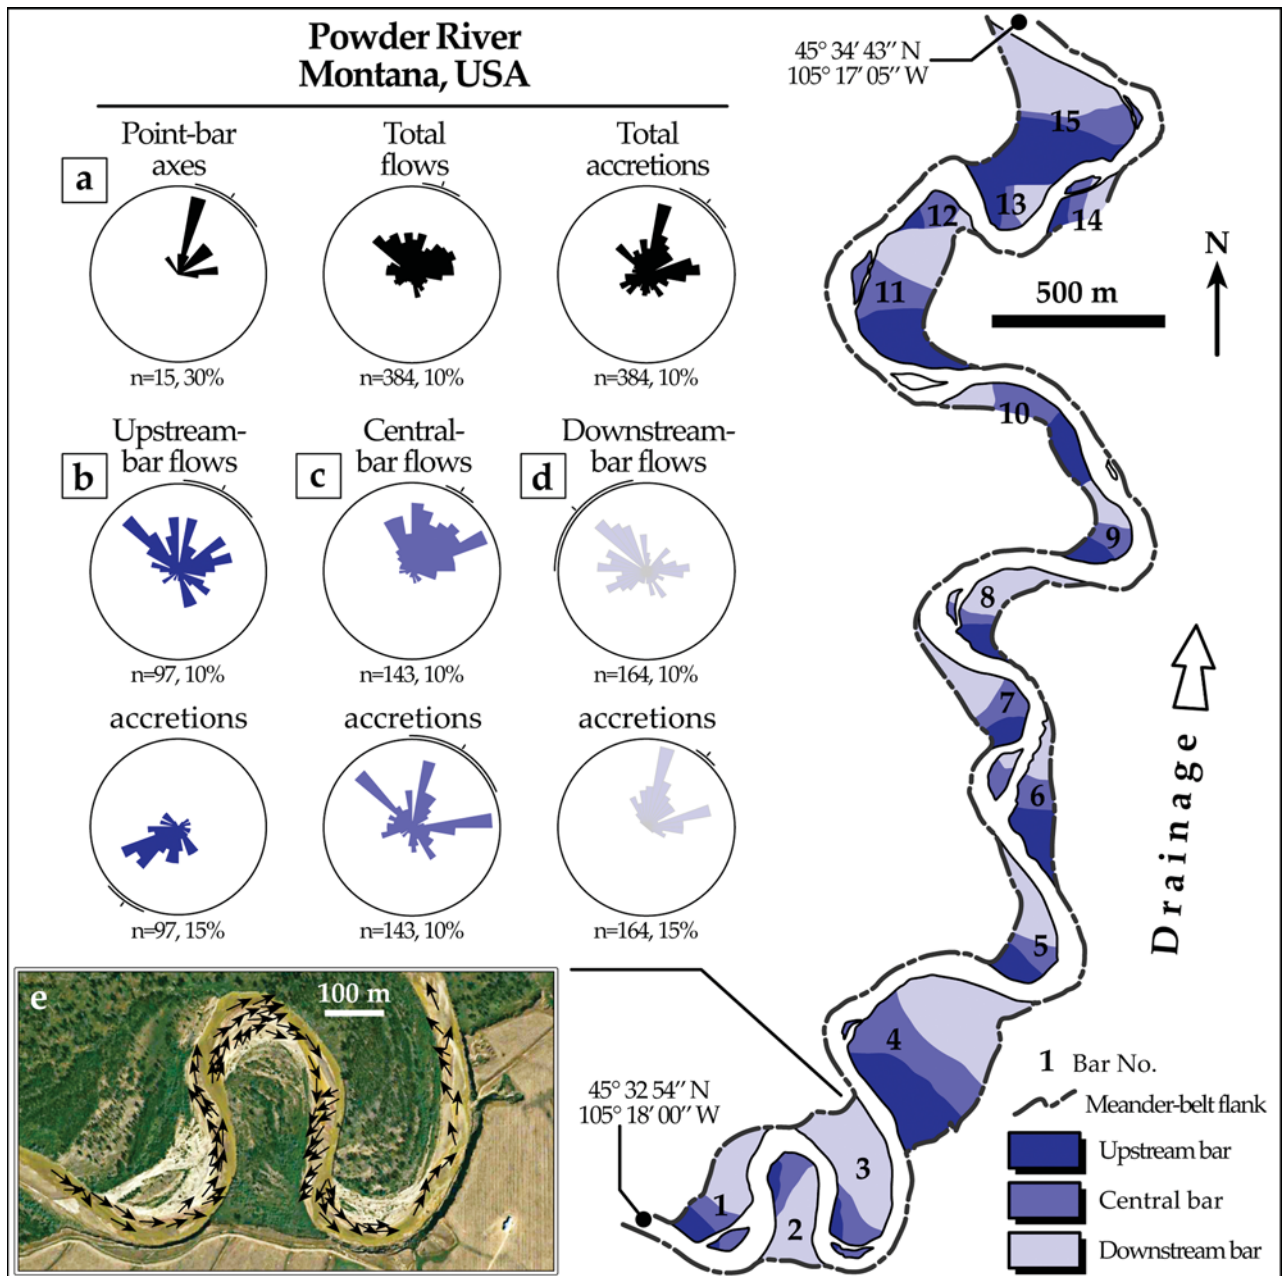 Powder River
Montana, USA
a
Point-bar
axes
n=15, 30%
Total
flows
n=384, 10%
Total
accretions
n=384, 10%
b
Upstream-
bar flows
n=97, 10%
c
Central-
bar flows
n=143, 10%
d
Downstream-
bar flows
n=164, 10%
accretions
n=97, 15%
accretions
n=143, 10%
accretions
n=164, 15%
e
100 m
45° 34′ 43″ N
105° 17′ 05″ W
15
14
13
12
11
10
9
8
7
6
5
4
3
2
1
N
500 m
Drainage
45° 32 54″ N
105° 18′ 00″ W
1 Bar No.
Meander-belt flank
Upstream bar
Central bar
Downstream bar